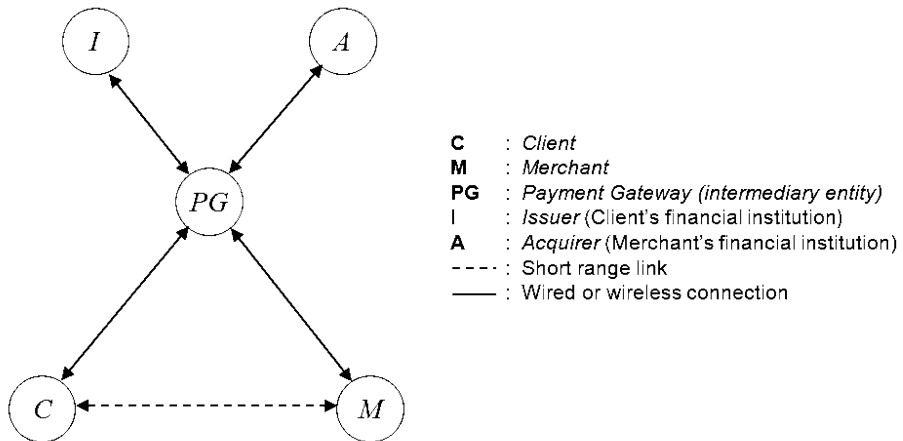 I
A
PG
C
M
C : Client
M : Merchant
PG : Payment Gateway (intermediary entity)
I : Issuer (Client's financial institution)
A : Acquirer (Merchant's financial institution)
----- : Short range link
—— : Wired or wireless connection